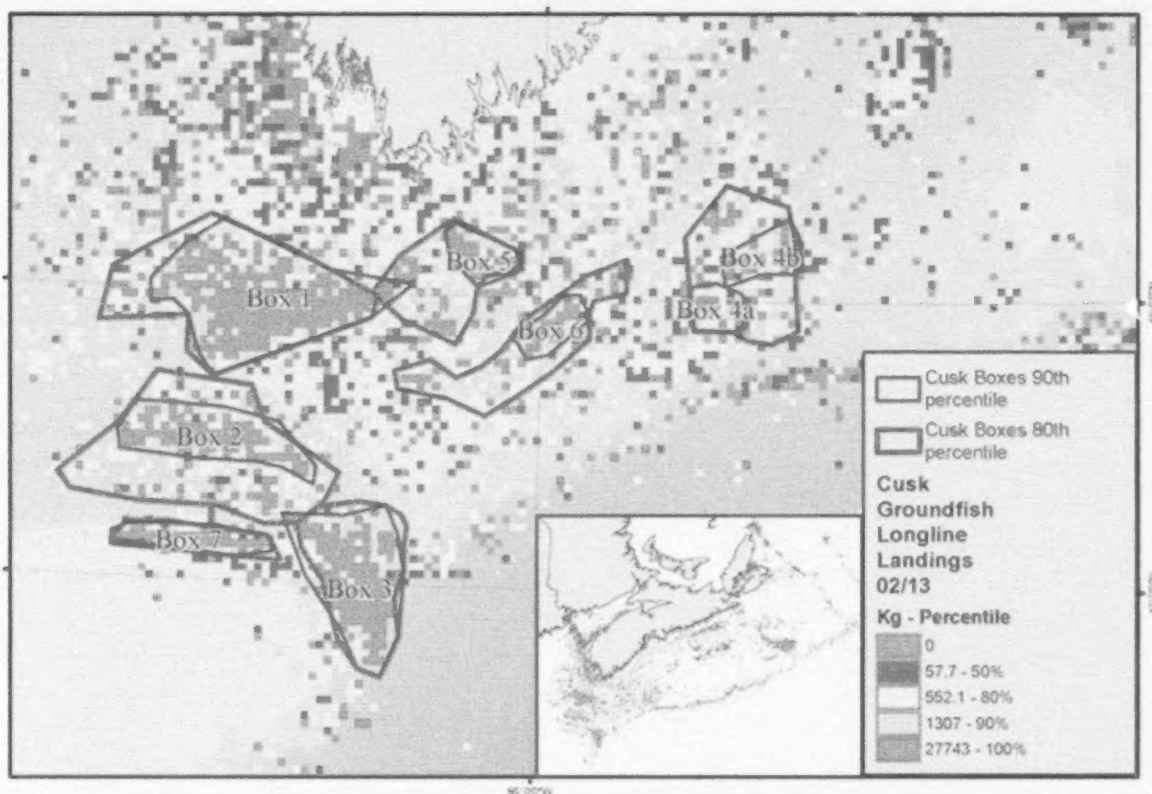 Box 1
Box 5
Box 4b
Box 6
Box 4a
Box 2
Box 7
Box 3
Cusk Boxes 90th
percentile
Cusk Boxes 80th
percentile
Cusk
Groundfish
Longline
Landings
02/13
Kg - Percentile
0
57.7 - 50%
552.1 - 80%
1307 - 90%
27743 - 100%